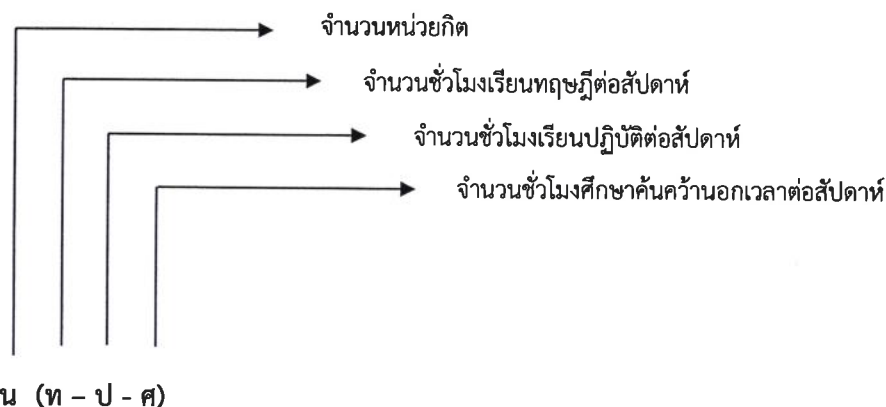 จำนวนหน่วยกิต
จำนวนชั่วโมงเรียนทฤษฎีต่อสัปดาห์
จำนวนชั่วโมงเรียนปฏิบัติต่อสัปดาห์
จำนวนชั่วโมงศึกษาค้นคว้านอกเวลาต่อสัปดาห์
น (ท – ป - ศ)